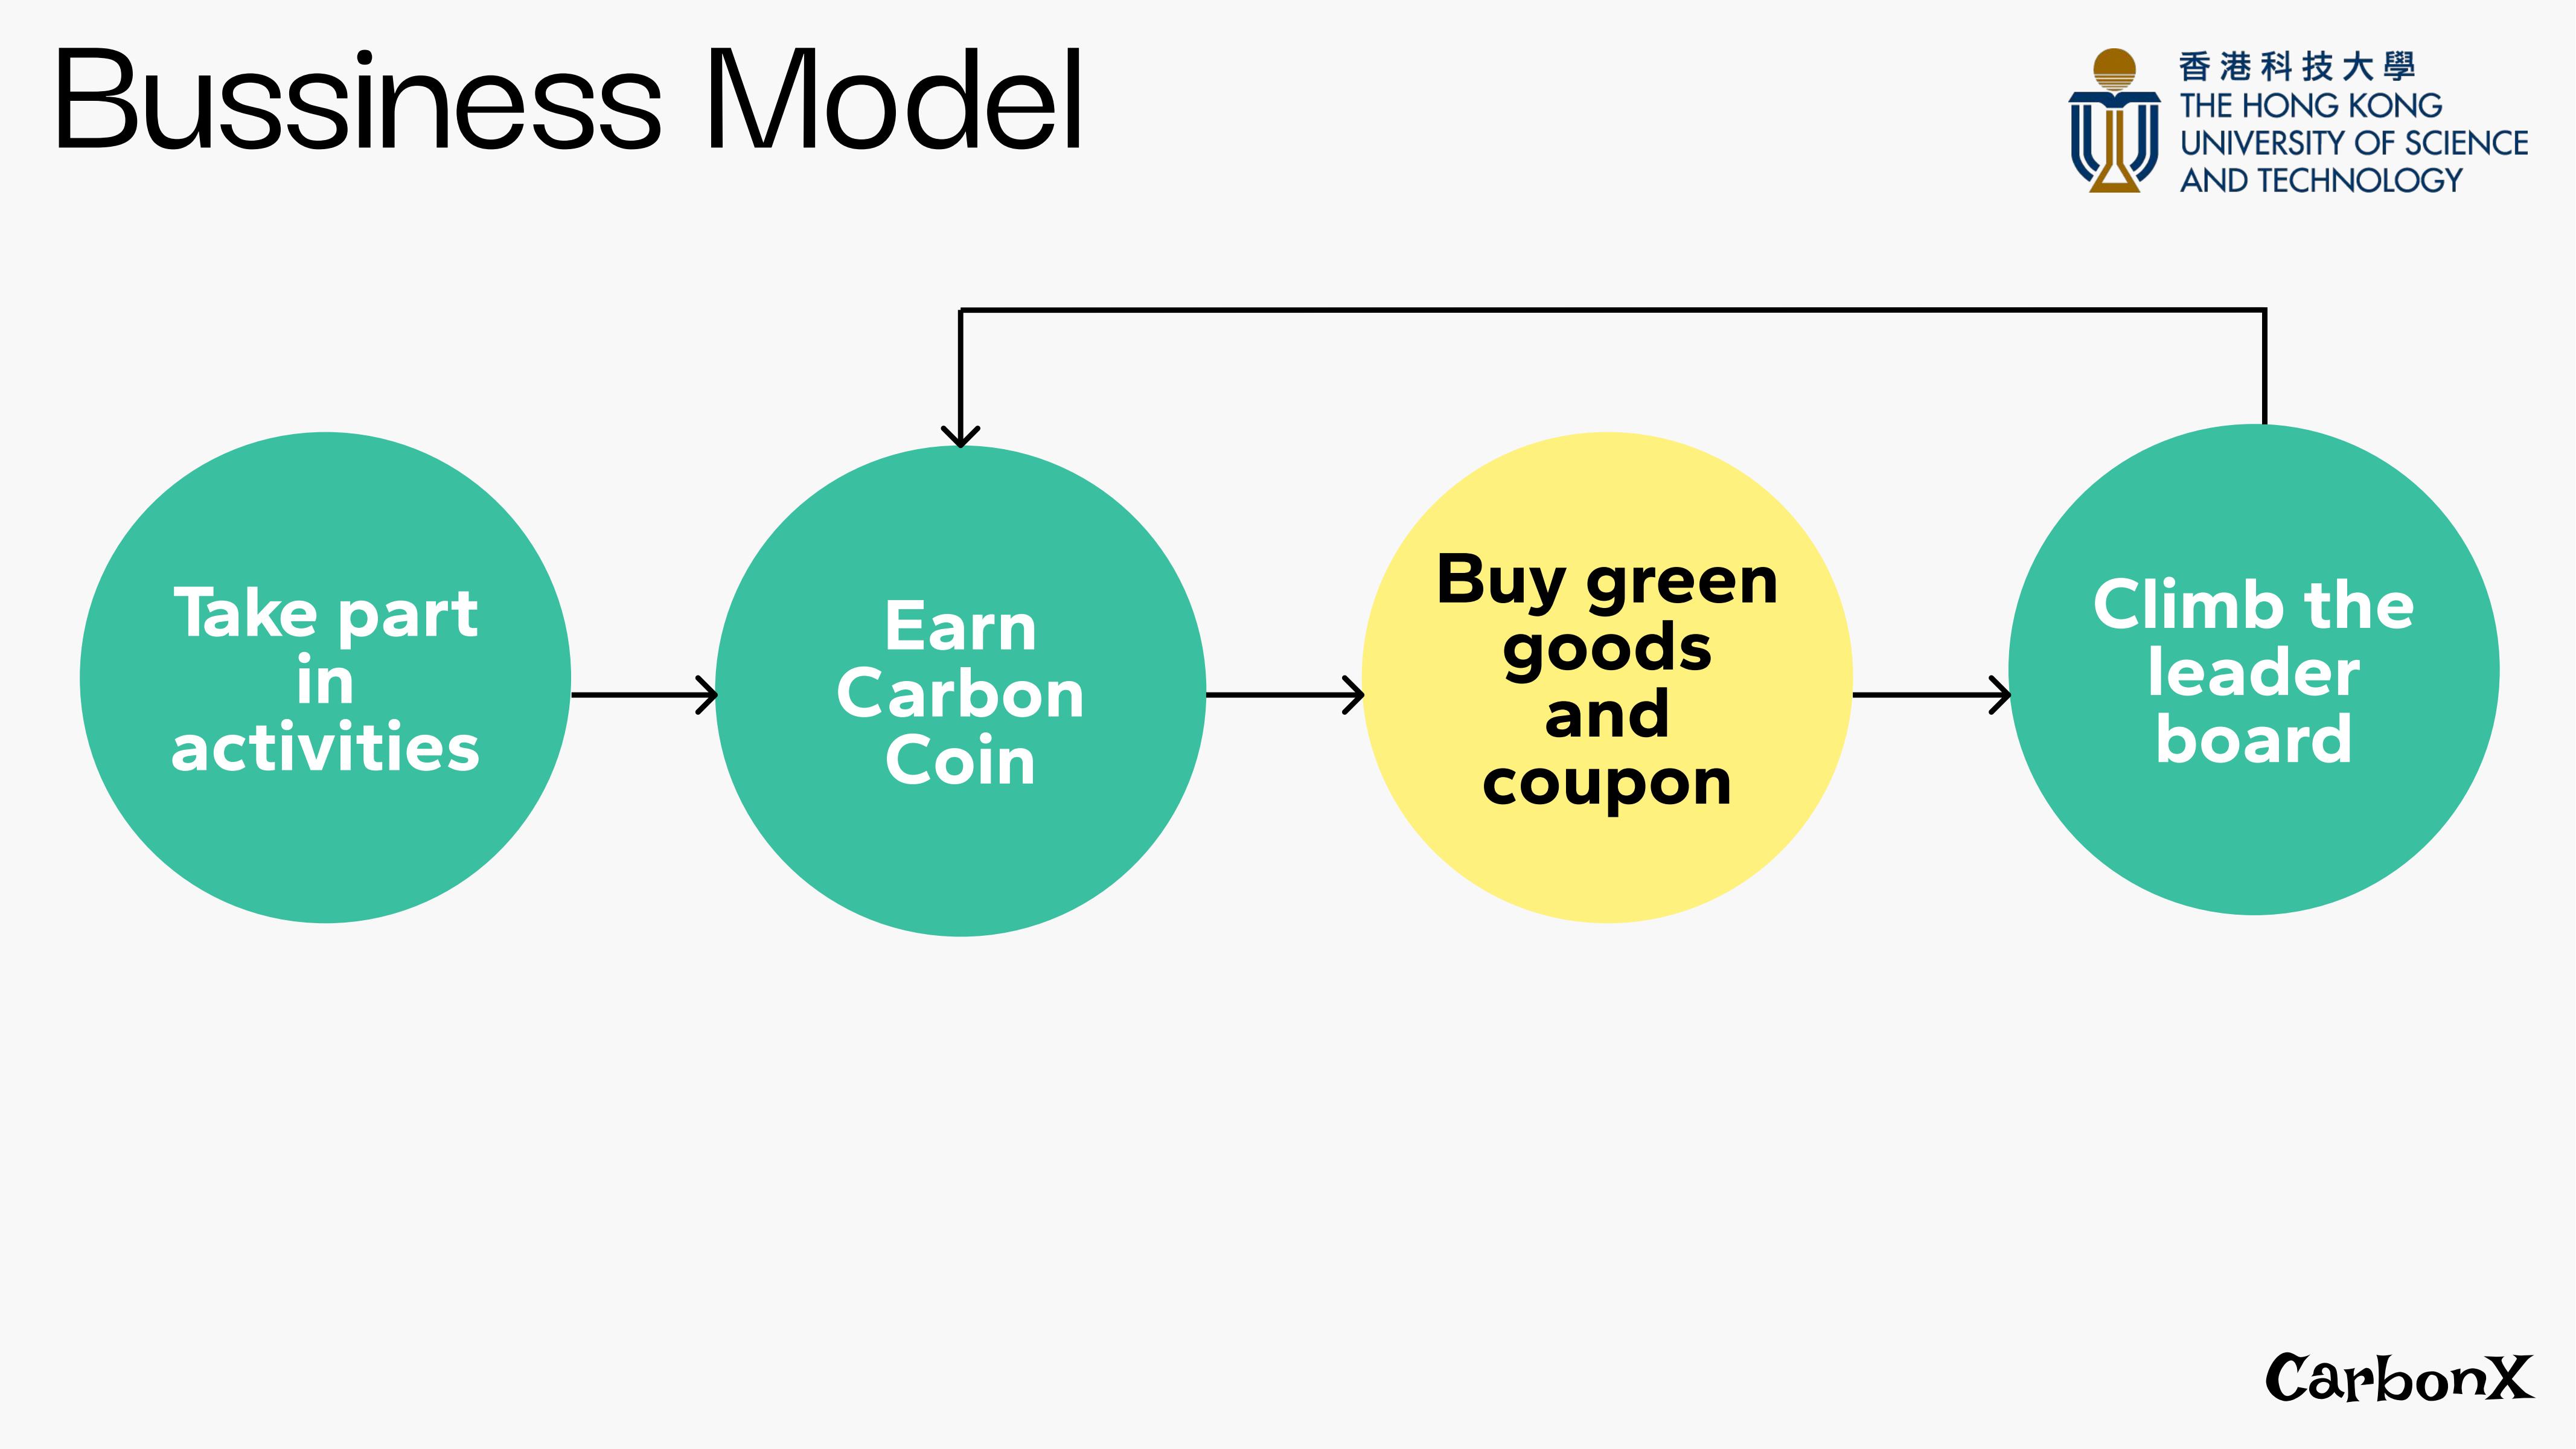 Bussiness Model
香港科技大學
THE HONG KONG
UNIVERSITY OF SCIENCE
AND TECHNOLOGY
Take part
in
activities
Earn
Carbon
Coin
Buy green
goods
and
coupon
Climb the
leader
board
CarbonX